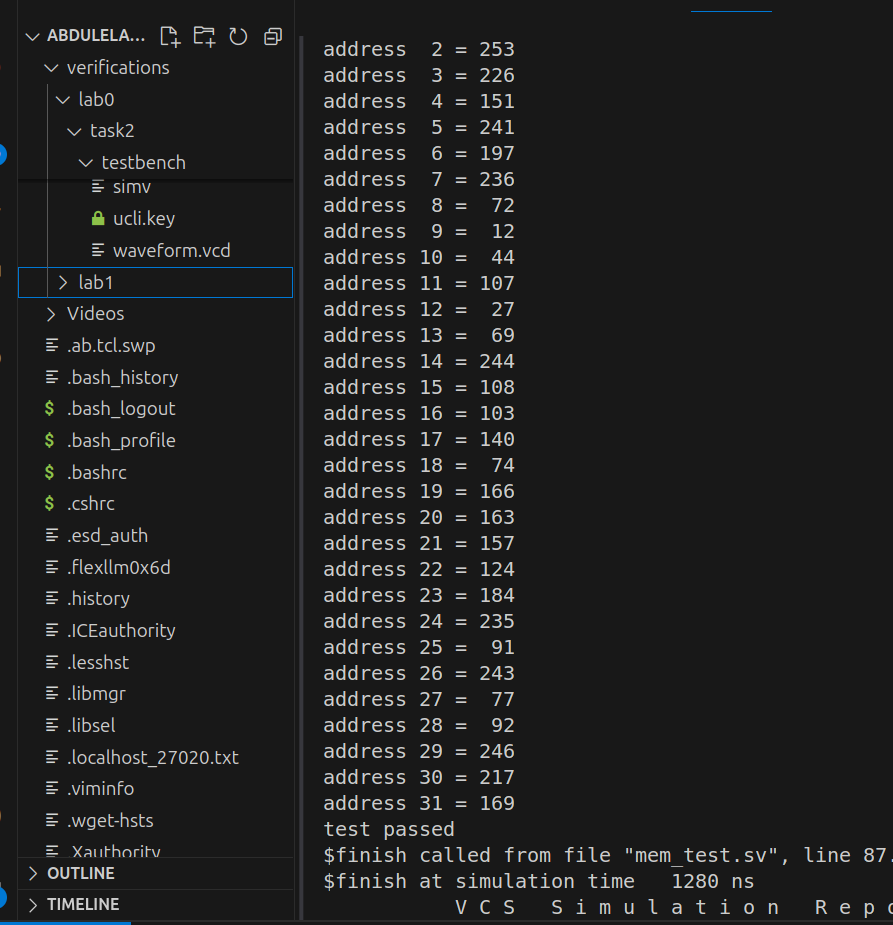 ABDULELA...
verifications
lab0
task2
testbench
simv
ucli.key
waveform.vcd
lab1
Videos
.ab.tcl.swp
.bash_history
$ .bash_logout
$ .bash_profile
$ .bashrc
$ .cshrc
.esd_auth
.flexllm0x6d
.history
.ICEauthority
.lesshst
.libmgr
.libsel
.localhost_27020.txt
.viminfo
.wget-hsts
.Xauthority
OUTLINE
TIMELINE
address  2 = 253
address  3 = 226
address  4 = 151
address  5 = 241
address  6 = 197
address  7 = 236
address  8 =  72
address  9 =  12
address 10 =  44
address 11 = 107
address 12 =  27
address 13 =  69
address 14 = 244
address 15 = 108
address 16 = 103
address 17 = 140
address 18 =  74
address 19 = 166
address 20 = 163
address 21 = 157
address 22 = 124
address 23 = 184
address 24 = 235
address 25 =  91
address 26 = 243
address 27 =  77
address 28 =  92
address 29 = 246
address 30 = 217
address 31 = 169
test passed
$finish called from file "mem_test.sv", line 87.
$finish at simulation time   1280 ns
V C S   S i m u l a t i o n   R e p o